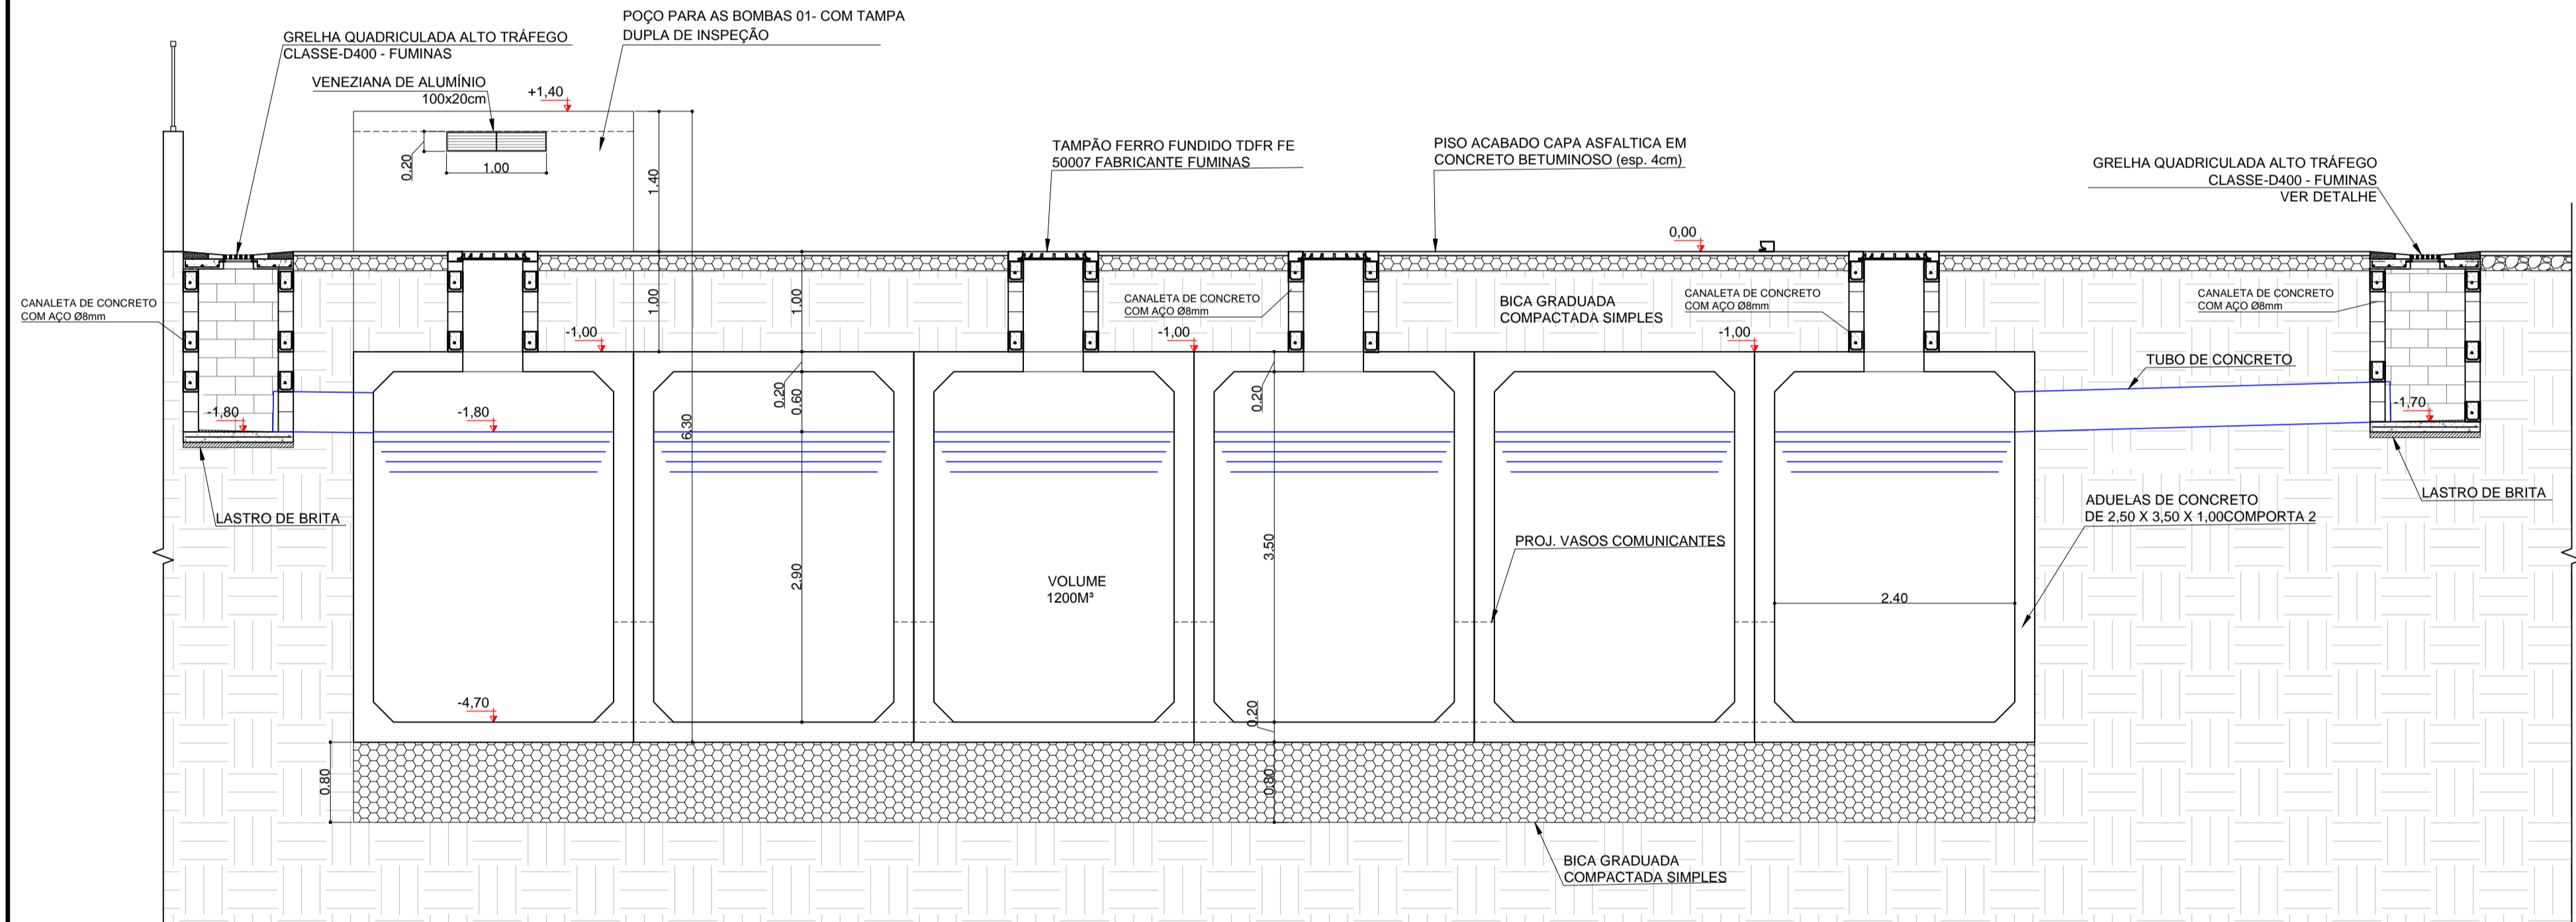 POÇO PARA AS BOMBAS 01- COM TAMPA
DUPLA DE INSPEÇÃO
GRELHA QUADRICULADA ALTO TRÁFEGO
CLASSE-D400 - FUMINAS
VENEZIANA DE ALUMÍNIO
100x20cm
+1,40
0.20
1.00
1.40
TAMPÃO FERRO FUNDIDO TDFR FE
50007 FABRICANTE FUMINAS
PISO ACABADO CAPA ASFALTICA EM
CONCRETO BETUMINOSO (esp. 4cm)
GRELHA QUADRICULADA ALTO TRÁFEGO
CLASSE-D400 - FUMINAS
VER DETALHE
0,00
CANALETA DE CONCRETO
COM AÇO Ø8mm
1.00
1.00
CANALETA DE CONCRETO
COM AÇO Ø8mm
BICA GRADUADA
COMPACTADA SIMPLES
CANALETA DE CONCRETO
COM AÇO Ø8mm
CANALETA DE CONCRETO
COM AÇO Ø8mm
-1,00
-1,00
-1,00
TUBO DE CONCRETO
0.20
0.60
0.20
-1,80
-1,80
6.30
-1,70
LASTRO DE BRITA
LASTRO DE BRITA
ADUELAS DE CONCRETO
DE 2,50 X 3,50 X 1,00COMPORTA 2
PROJ. VASOS COMUNICANTES
3.50
2.90
VOLUME
1200M³
2.40
-4,70
0.20
0.80
0.80
BICA GRADUADA
COMPACTADA SIMPLES